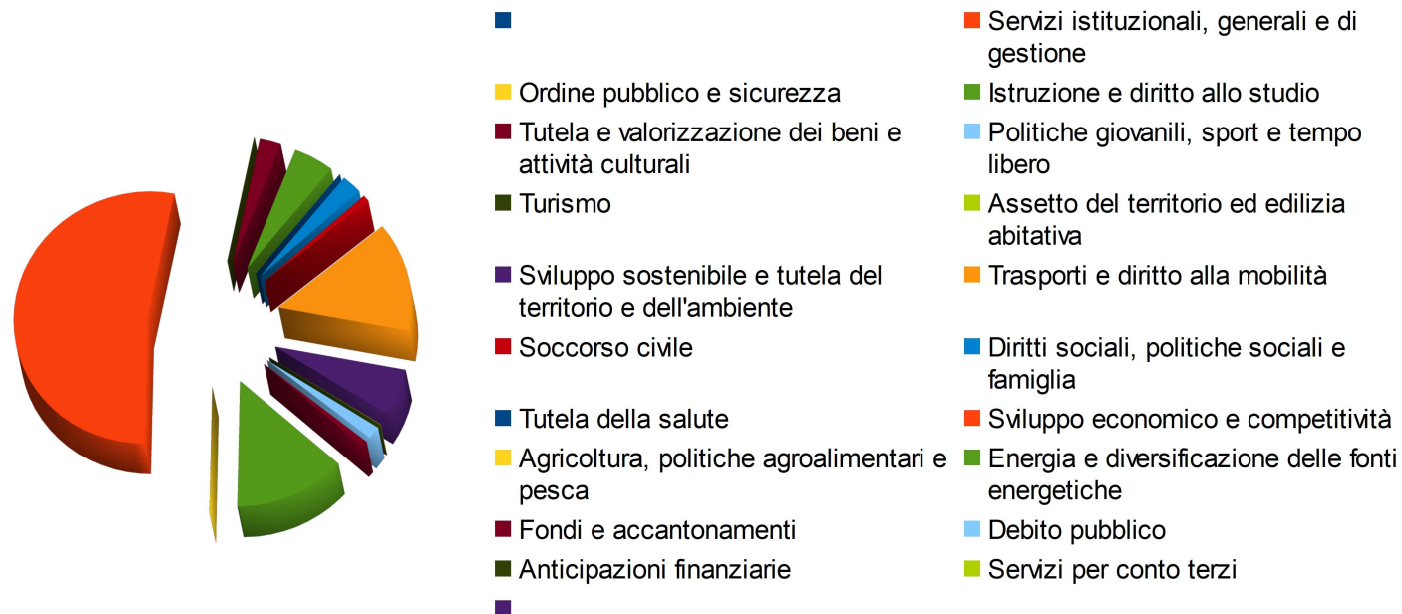 Servizi istituzionali, generali e di
gestione
Ordine pubblico e sicurezza
Istruzione e diritto allo studio
Tutela e valorizzazione dei beni e
attività culturali
Politiche giovanili, sport e tempo
libero
Turismo
Assetto del territorio ed edilizia
abitativa
Sviluppo sostenibile e tutela del
territorio e dell'ambiente
Trasporti e diritto alla mobilità
Soccorso civile
Diritti sociali, politiche sociali e
famiglia
Tutela della salute
Sviluppo economico e competitività
Agricoltura, politiche agroalimentari e
pesca
Energia e diversificazione delle fonti
energetiche
Fondi e accantonamenti
Debito pubblico
Anticipazioni finanziarie
Servizi per conto terzi